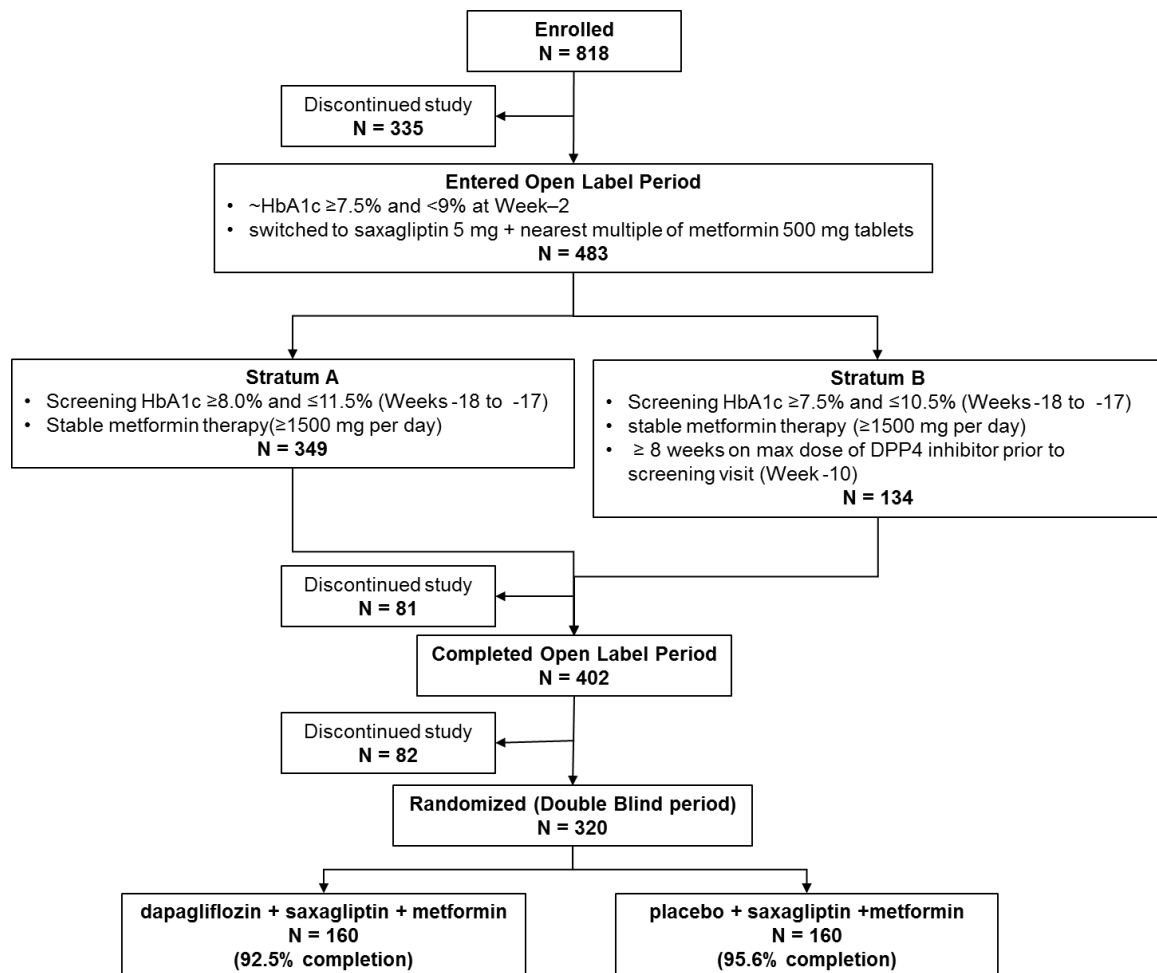 Enrolled
N = 818
Discontinued study
N = 335
Entered Open Label Period
• ~HbA1c ≥7.5% and <9% at Week–2
• switched to saxagliptin 5 mg + nearest multiple of metformin 500 mg tablets
N = 483
Stratum A
• Screening HbA1c ≥8.0% and ≤11.5% (Weeks -18 to -17)
• Stable metformin therapy(≥1500 mg per day)
N = 349
Stratum B
• Screening HbA1c ≥7.5% and ≤10.5% (Weeks -18 to -17)
• stable metformin therapy (≥1500 mg per day)
• ≥ 8 weeks on max dose of DPP4 inhibitor prior to
screening visit (Week -10)
N = 134
Discontinued study
N = 81
Completed Open Label Period
N = 402
Discontinued study
N = 82
Randomized (Double Blind period)
N = 320
dapagliflozin + saxagliptin + metformin
N = 160
(92.5% completion)
placebo + saxagliptin +metformin
N = 160
(95.6% completion)